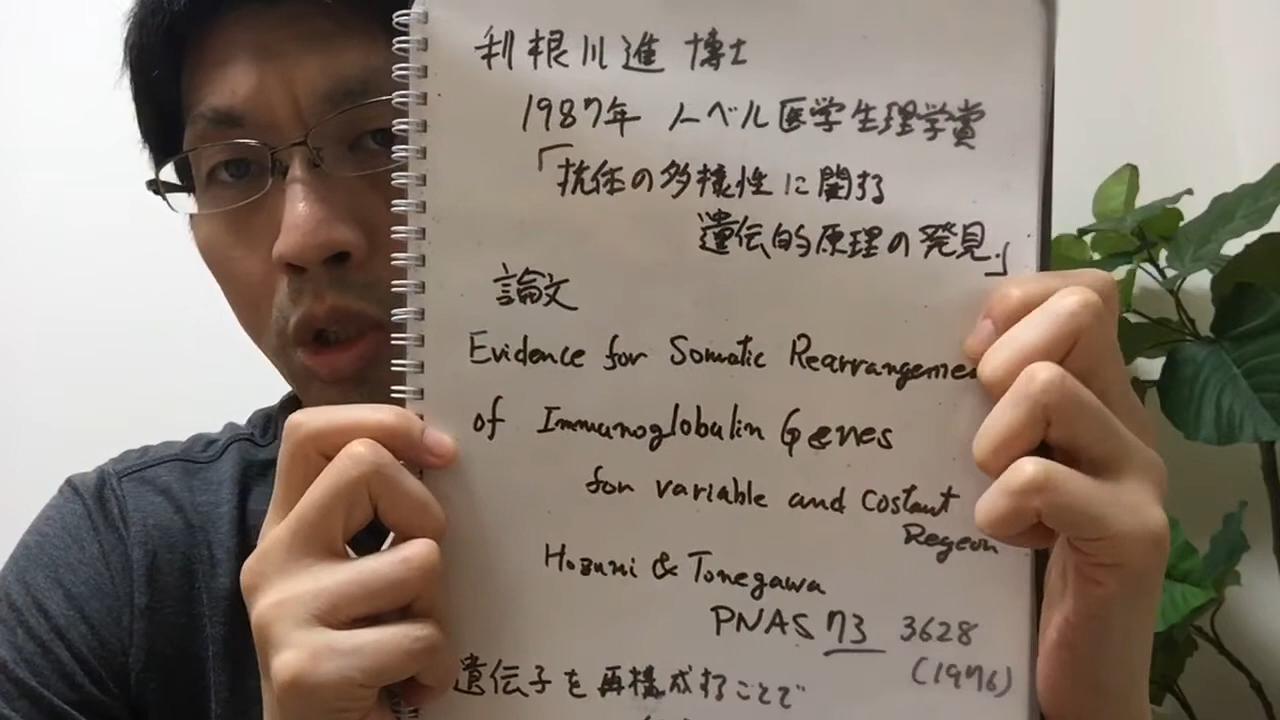 利根川進 博士
1987年 ノーベル医学生理学賞
「抗体の多様性に関する
遺伝的原理の発見」
論文
Evidence for Somatic Rearrangemen
of Immunoglobulin Genes
for variable and Costant
Regeon
Hozumi & Tonegawa
PNAS 73 3628
(1976)
遺伝子を再構成することで